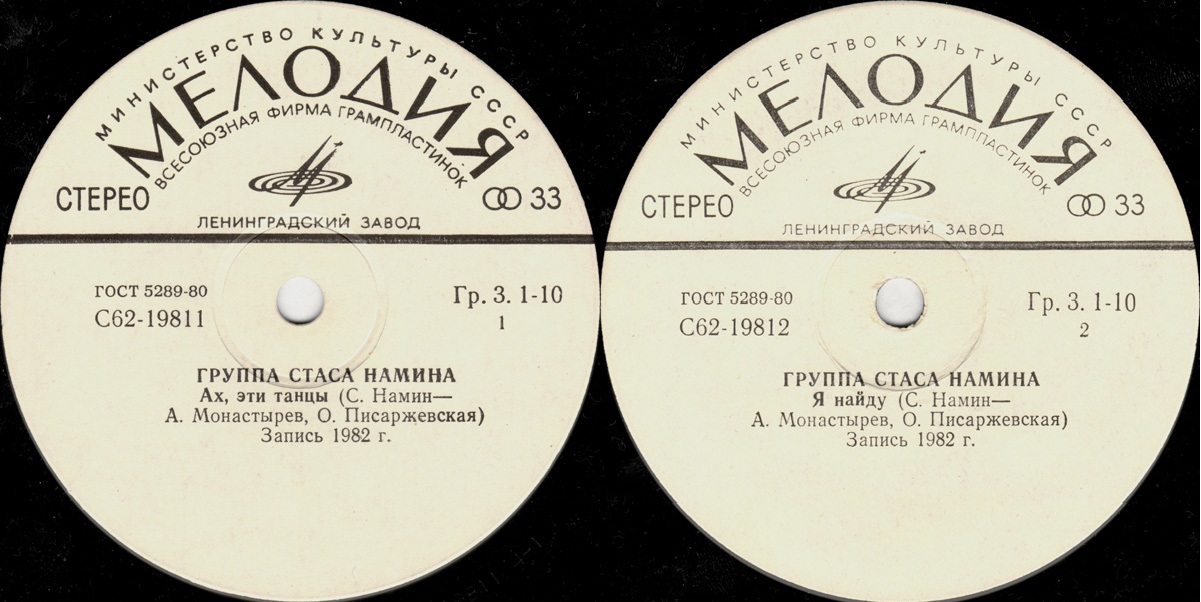 МИНИСТЕРСТВО КУЛЬТУРЫ СССР
МЕЛОДИЯ
ВСЕСОЮЗНАЯ ФИРМА ГРАМПЛАСТИНОК
СТЕРЕО
33
ЛЕНИНГРАДСКИЙ ЗАВОД
ГОСТ 5289-80
Гр. 3. 1-10
С62-19811
1
ГРУППА СТАСА НАМИНА
Ах, эти танцы (С. Намин—
А. Монастырев, О. Писаржевская)
Запись 1982 г.
МИНИСТЕРСТВО КУЛЬТУРЫ СССР
МЕЛОДИЯ
ВСЕСОЮЗНАЯ ФИРМА ГРАМПЛАСТИНОК
СТЕРЕО
33
ЛЕНИНГРАДСКИЙ ЗАВОД
ГОСТ 5289-80
Гр. 3. 1-10
С62-19812
2
ГРУППА СТАСА НАМИНА
Я найду (С. Намин—
А. Монастырев, О. Писаржевская)
Запись 1982 г.